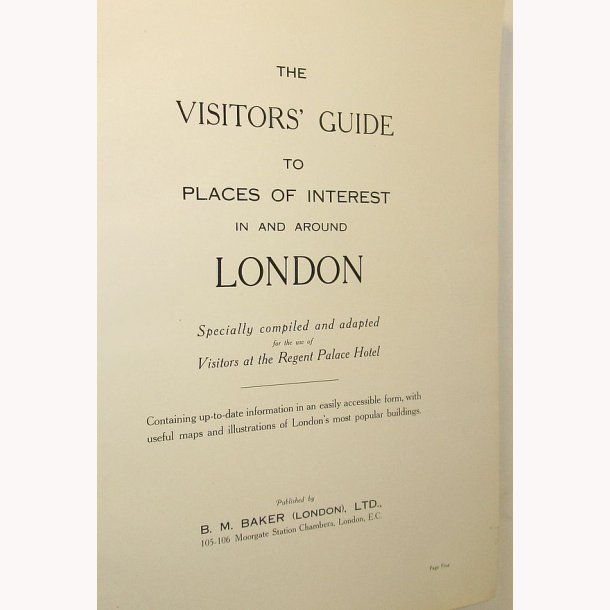 THE
VISITORS' GUIDE
TO
PLACES OF INTEREST
IN AND AROUND
LONDON
Specially compiled and adapted
for the use of
Visitors at the Regent Palace Hotel
Containing up-to-date information in an easily accessible form, with
useful maps and illustrations of London's most popular buildings.
Published by
B. M. BAKER (LONDON), LTD.,
105-106 Moorgate Station Chambers, London, E.C.
Page